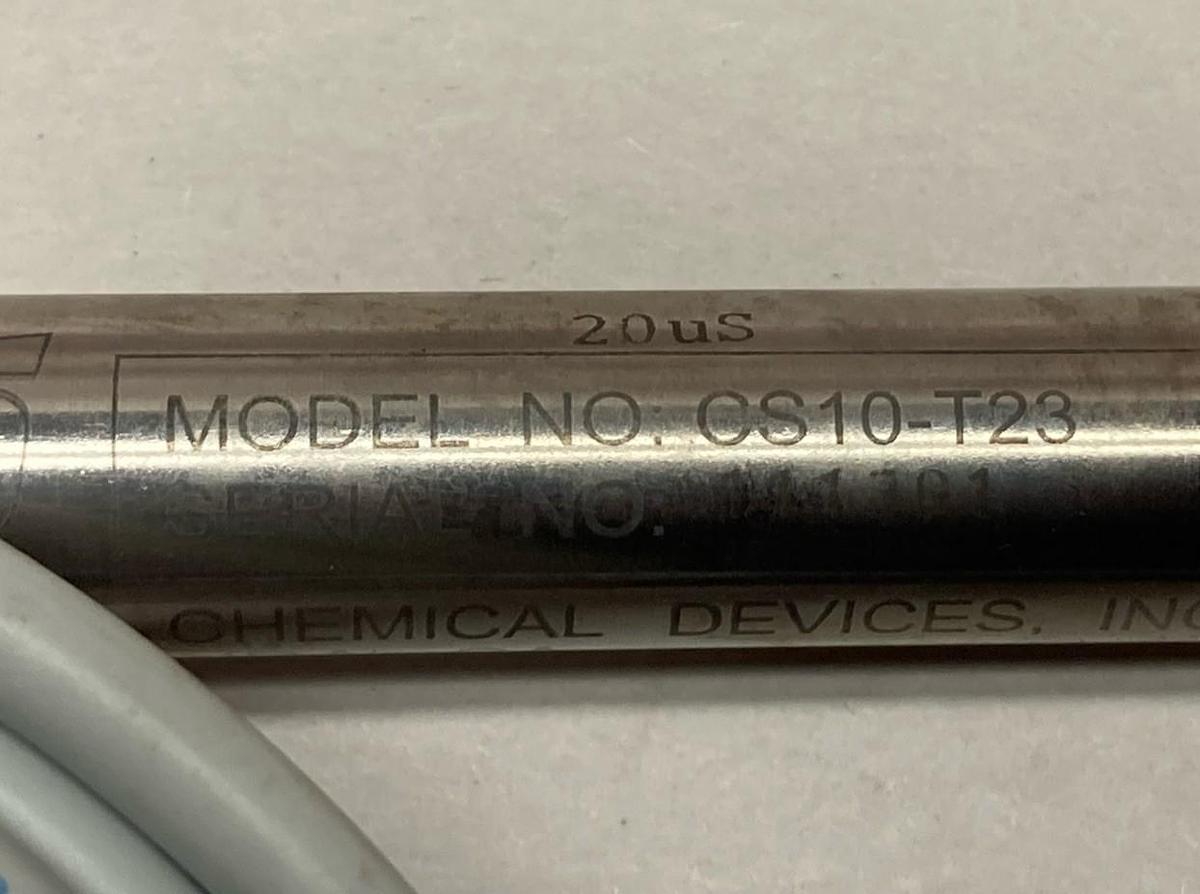 20uS
MODEL NO: CS10-T23
SERIAL NO:
CHEMICAL DEVICES, INC